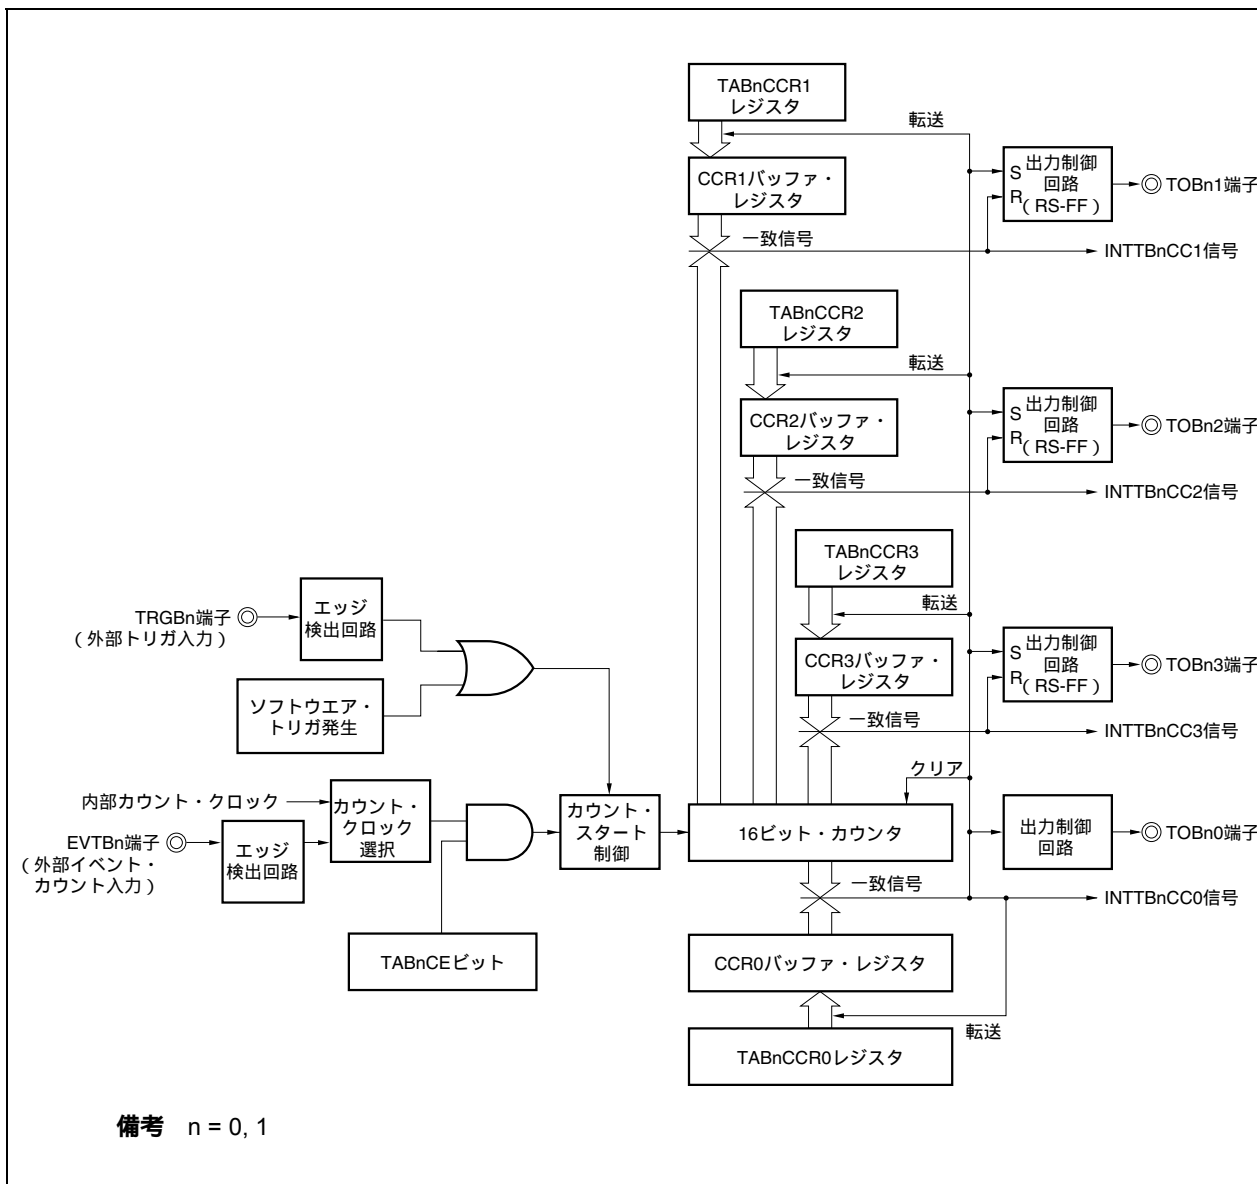 TABnCCR1
レジスタ
転送
CCR1バッファ・
レジスタ
S 出力制御
回路
R ( RS-FF )
TOBn1端子
一致信号
INTTBnCC1信号
TABnCCR2
レジスタ
転送
CCR2バッファ・
レジスタ
S 出力制御
回路
R ( RS-FF )
TOBn2端子
一致信号
INTTBnCC2信号
TABnCCR3
レジスタ
転送
CCR3バッファ・
レジスタ
S 出力制御
回路
R (RS-FF )
TOBn3端子
一致信号
INTTBnCC3信号
TRGBn端子
( 外部トリガ入力 )
エッジ
検出回路
ソフトウエア・
トリガ発生
内部カウント・クロック
EVTBn端子
( 外部イベント・
カウント入力 )
エッジ
検出回路
カウント・
クロック
選択
TABnCEビット
カウント・
スタート
制御
クリア
16ビット・カウンタ
出力制御
回路
TOBn0端子
一致信号
INTTBnCC0信号
CCR0バッファ・レジスタ
転送
TABnCCR0レジスタ
備考 n = 0, 1